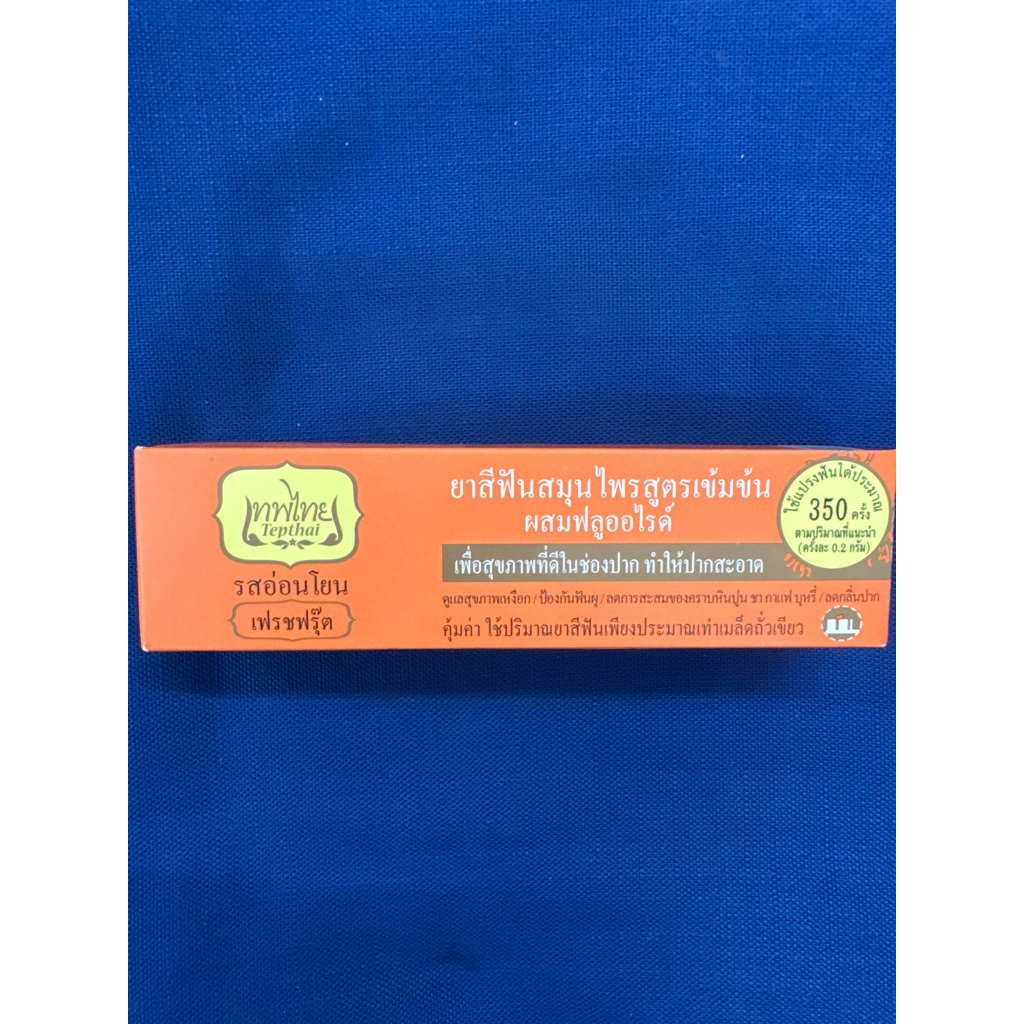 เทพไทย
Tepthai
รสอ่อนโยน
เฟรชฟรุ๊ต
ยาสีฟันสมุนไพรสูตรเข้มข้น
ผสมฟลูออไรด์
เพื่อสุขภาพที่ดีในช่องปาก ทำให้ปากสะอาด
ดูแลสุขภาพเหงือก / ป้องกันฟันผุ / ลดการสะสมของคราบหินปูน ชา กาแฟ บุหรี่ / ลดกลิ่นปาก
คุ้มค่า ใช้ปริมาณยาสีฟันเพียงประมาณเท่าเมล็ดถั่วเขียว
ใช้แปรงฟันได้ประมาณ
350 ครั้ง
ตามปริมาณที่แนะนำ
(ครั้งละ 0.2 กรัม)